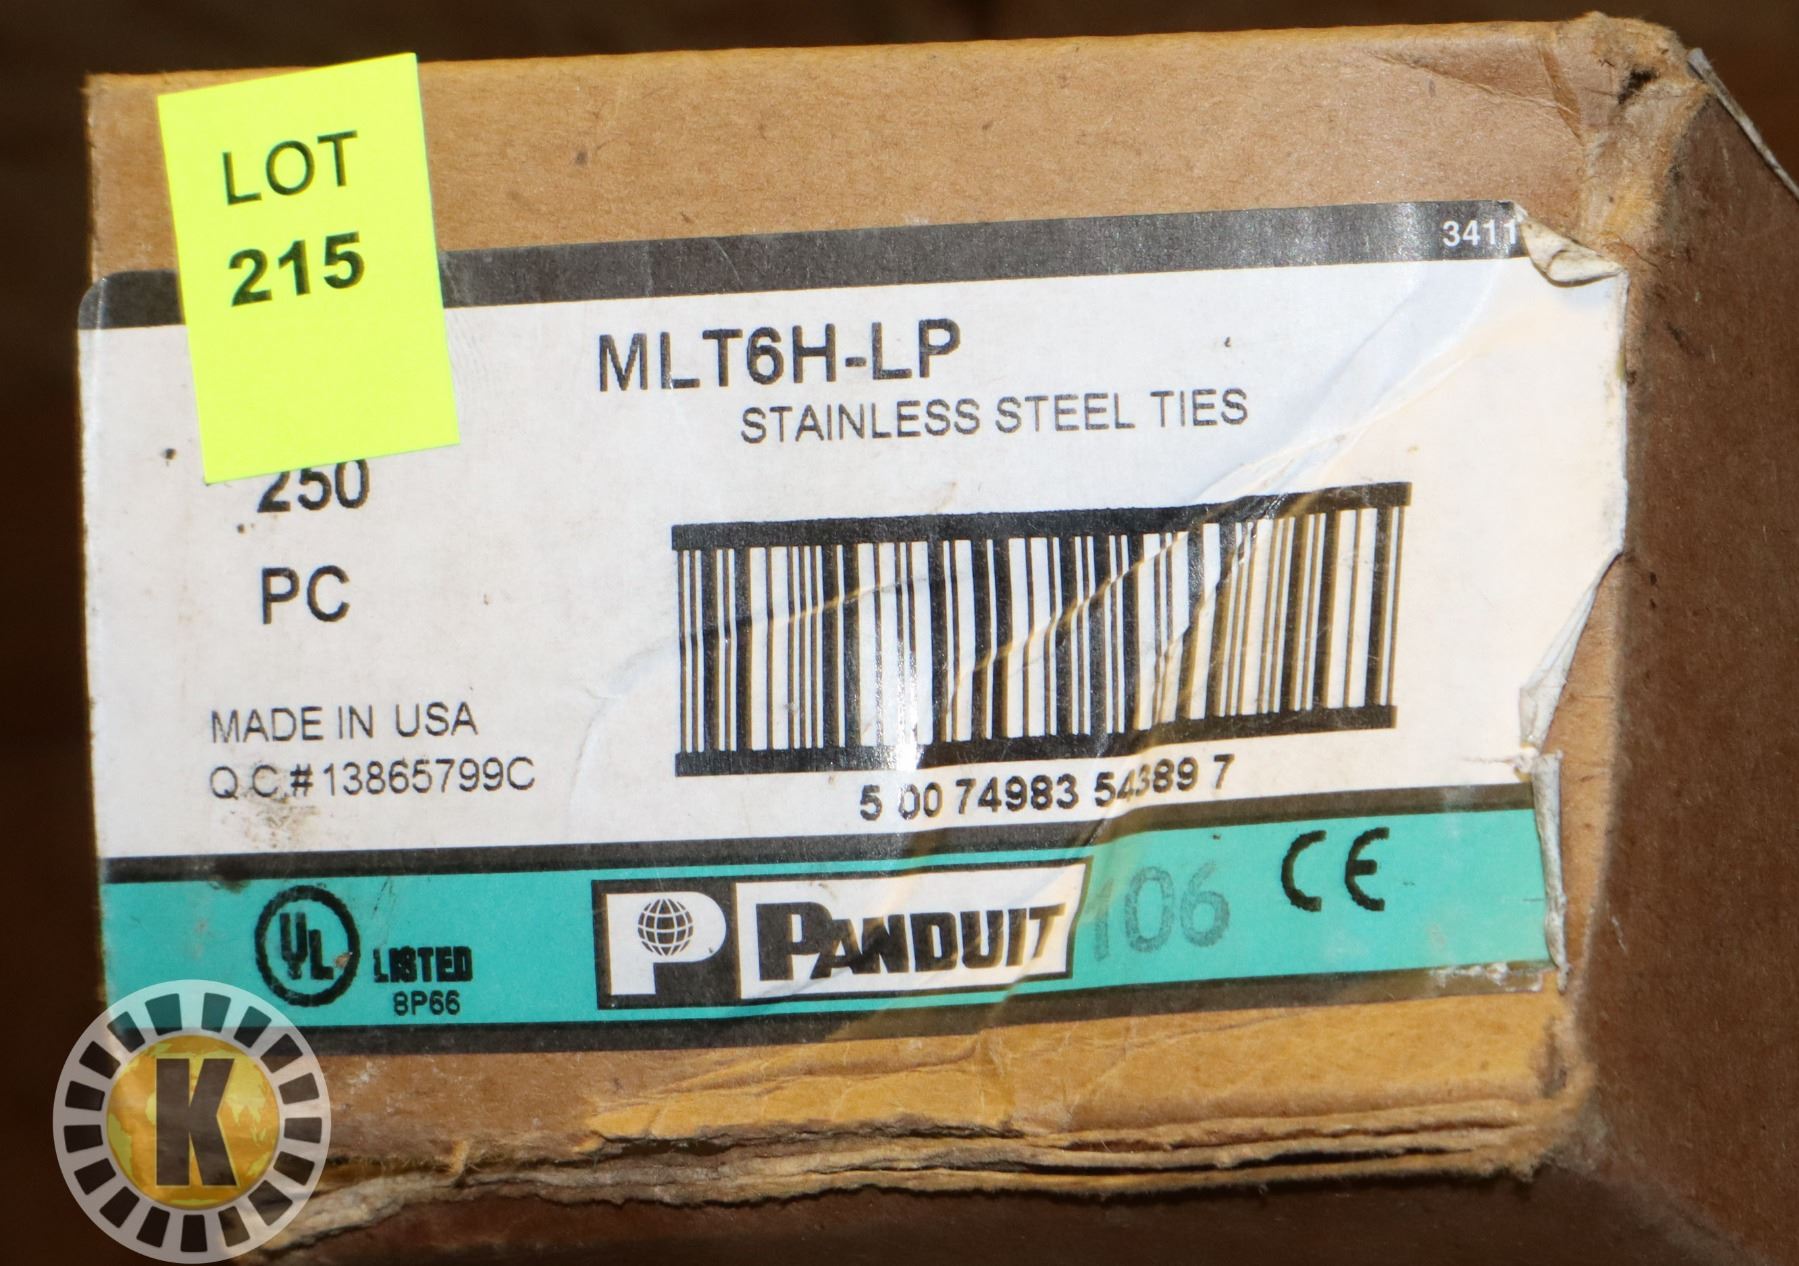 LOT
215
3411
MLT6H-LP
STAINLESS STEEL TIES
250
PC
MADE IN USA
Q.C.#13865799C
5 00 74983 54389 7
UL
LISTED
8P66
P PANDUIT
106
CE
K